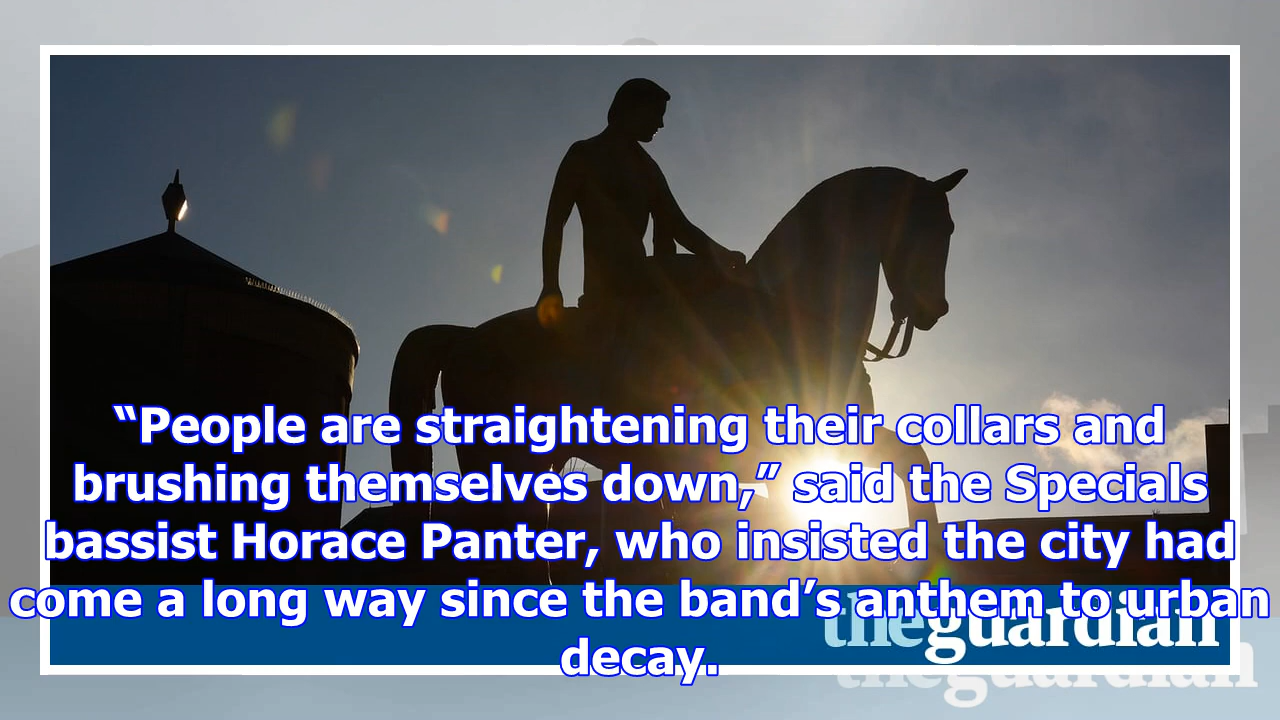 “People are straightening their collars and
brushing themselves down,” said the Specials
bassist Horace Panter, who insisted the city had
come a long way since the band’s anthem to urban
decay.
theguardian
theguardian